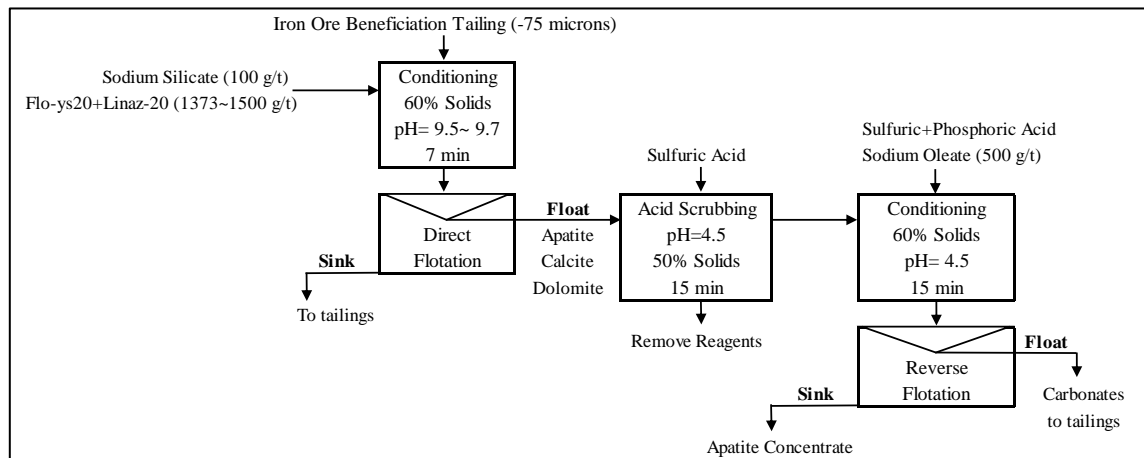 Iron Ore Beneficiation Tailing (-75 microns)
Sodium Silicate (100 g/t)
Flo-ys20+Linaz-20 (1373~1500 g/t)
Conditioning
60% Solids
pH= 9.5~ 9.7
7 min
Direct
Flotation
Sink
To tailings
Float
Apatite
Calcite
Dolomite
Sulfuric Acid
Acid Scrubbing
pH=4.5
50% Solids
15 min
Remove Reagents
Sulfuric+Phosphoric Acid
Sodium Oleate (500 g/t)
Conditioning
60% Solids
pH= 4.5
15 min
Reverse
Flotation
Float
Carbonates
to tailings
Sink
Apatite Concentrate